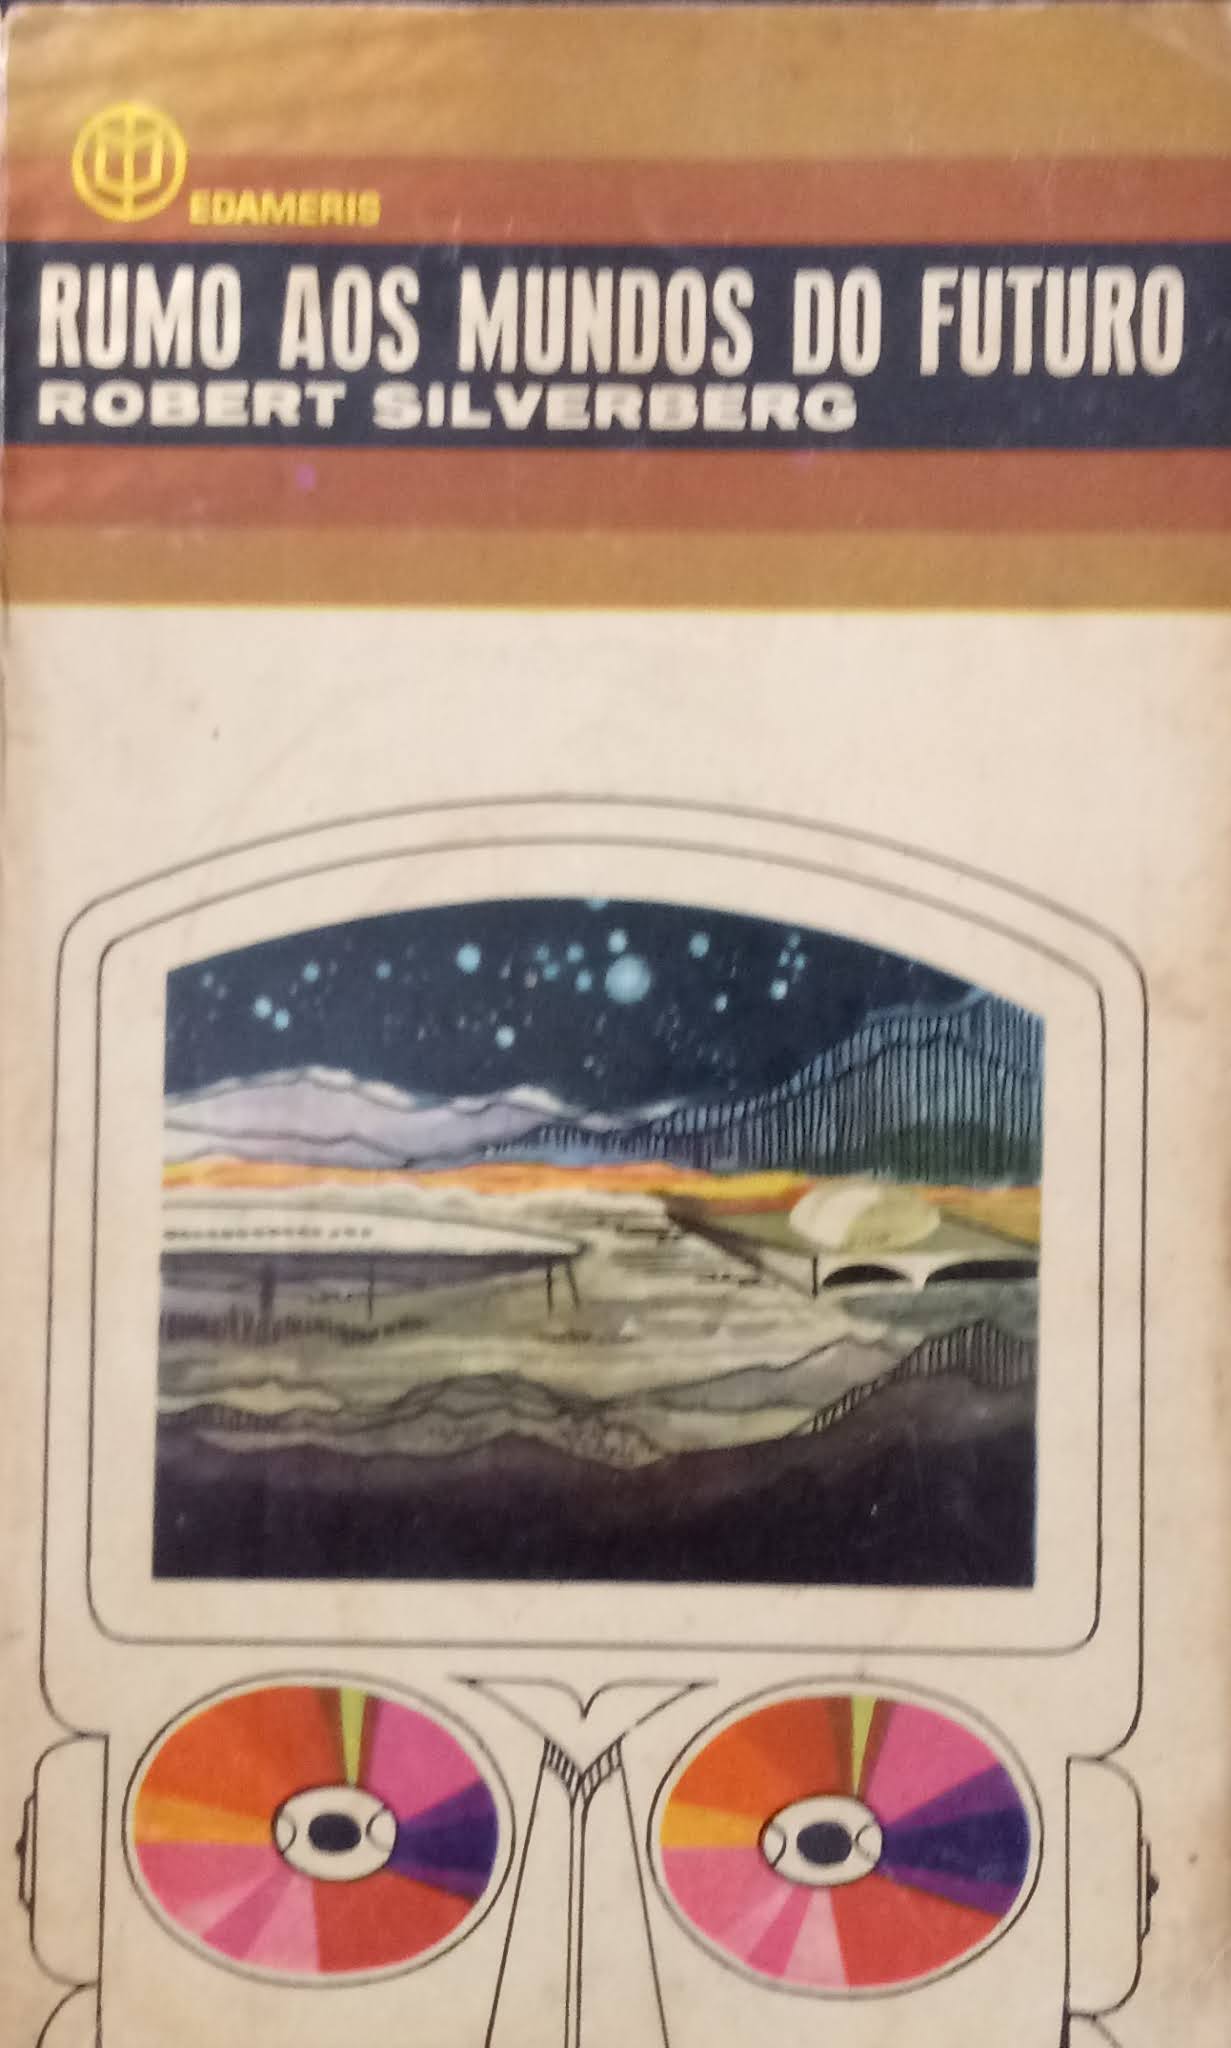 EDAMERIS
RUMO AOS MUNDOS DO FUTURO
ROBERT SILVERBERG